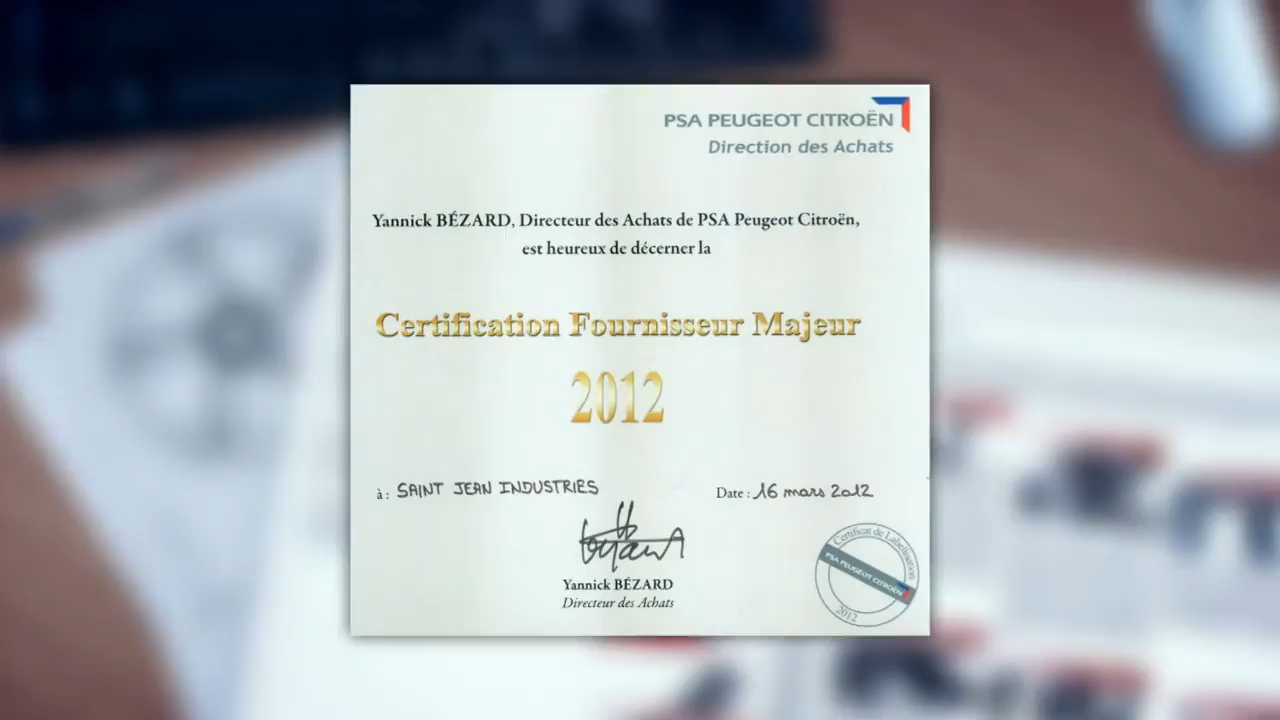 PSA PEUGEOT CITROËN
Direction des Achats
Yannick BÉZARD, Directeur des Achats de PSA Peugeot Citroën,
est heureux de décerner la
Certification Fournisseur Majeur
2012
à : SAINT JEAN INDUSTRIES
Date : 16 mars 2012
Yannick BÉZARD
Directeur des Achats
Certificat de Labellisation
PSA PEUGEOT CITROËN
2012